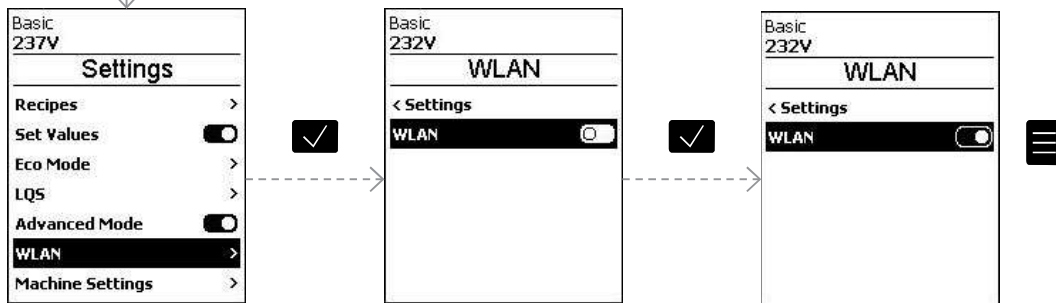 Basic
237V
Settings
Recipes >
Set Values
Eco Mode >
LQS >
Advanced Mode
WLAN >
Machine Settings >
Basic
232V
WLAN
< Settings
WLAN
Basic
232V
WLAN
< Settings
WLAN